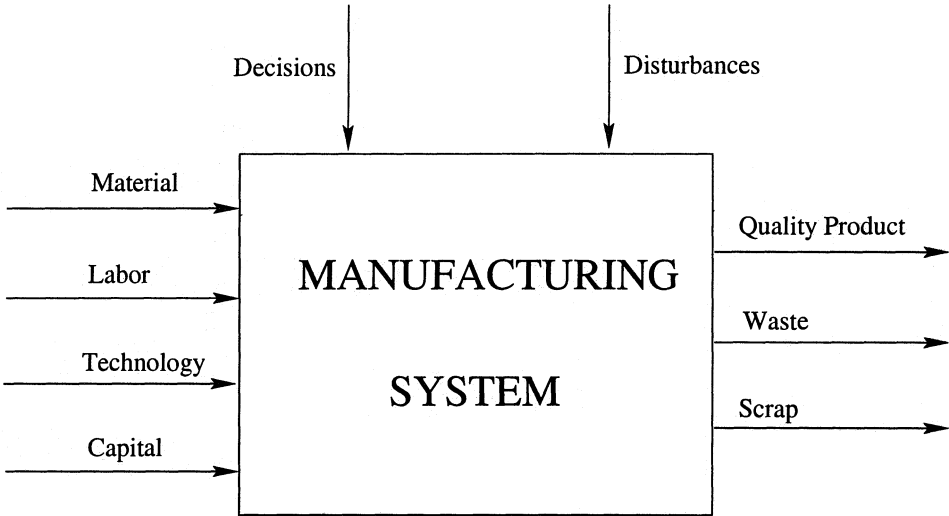 Decisions
Disturbances
Material
Labor
Technology
Capital
MANUFACTURING
SYSTEM
Quality Product
Waste
Scrap